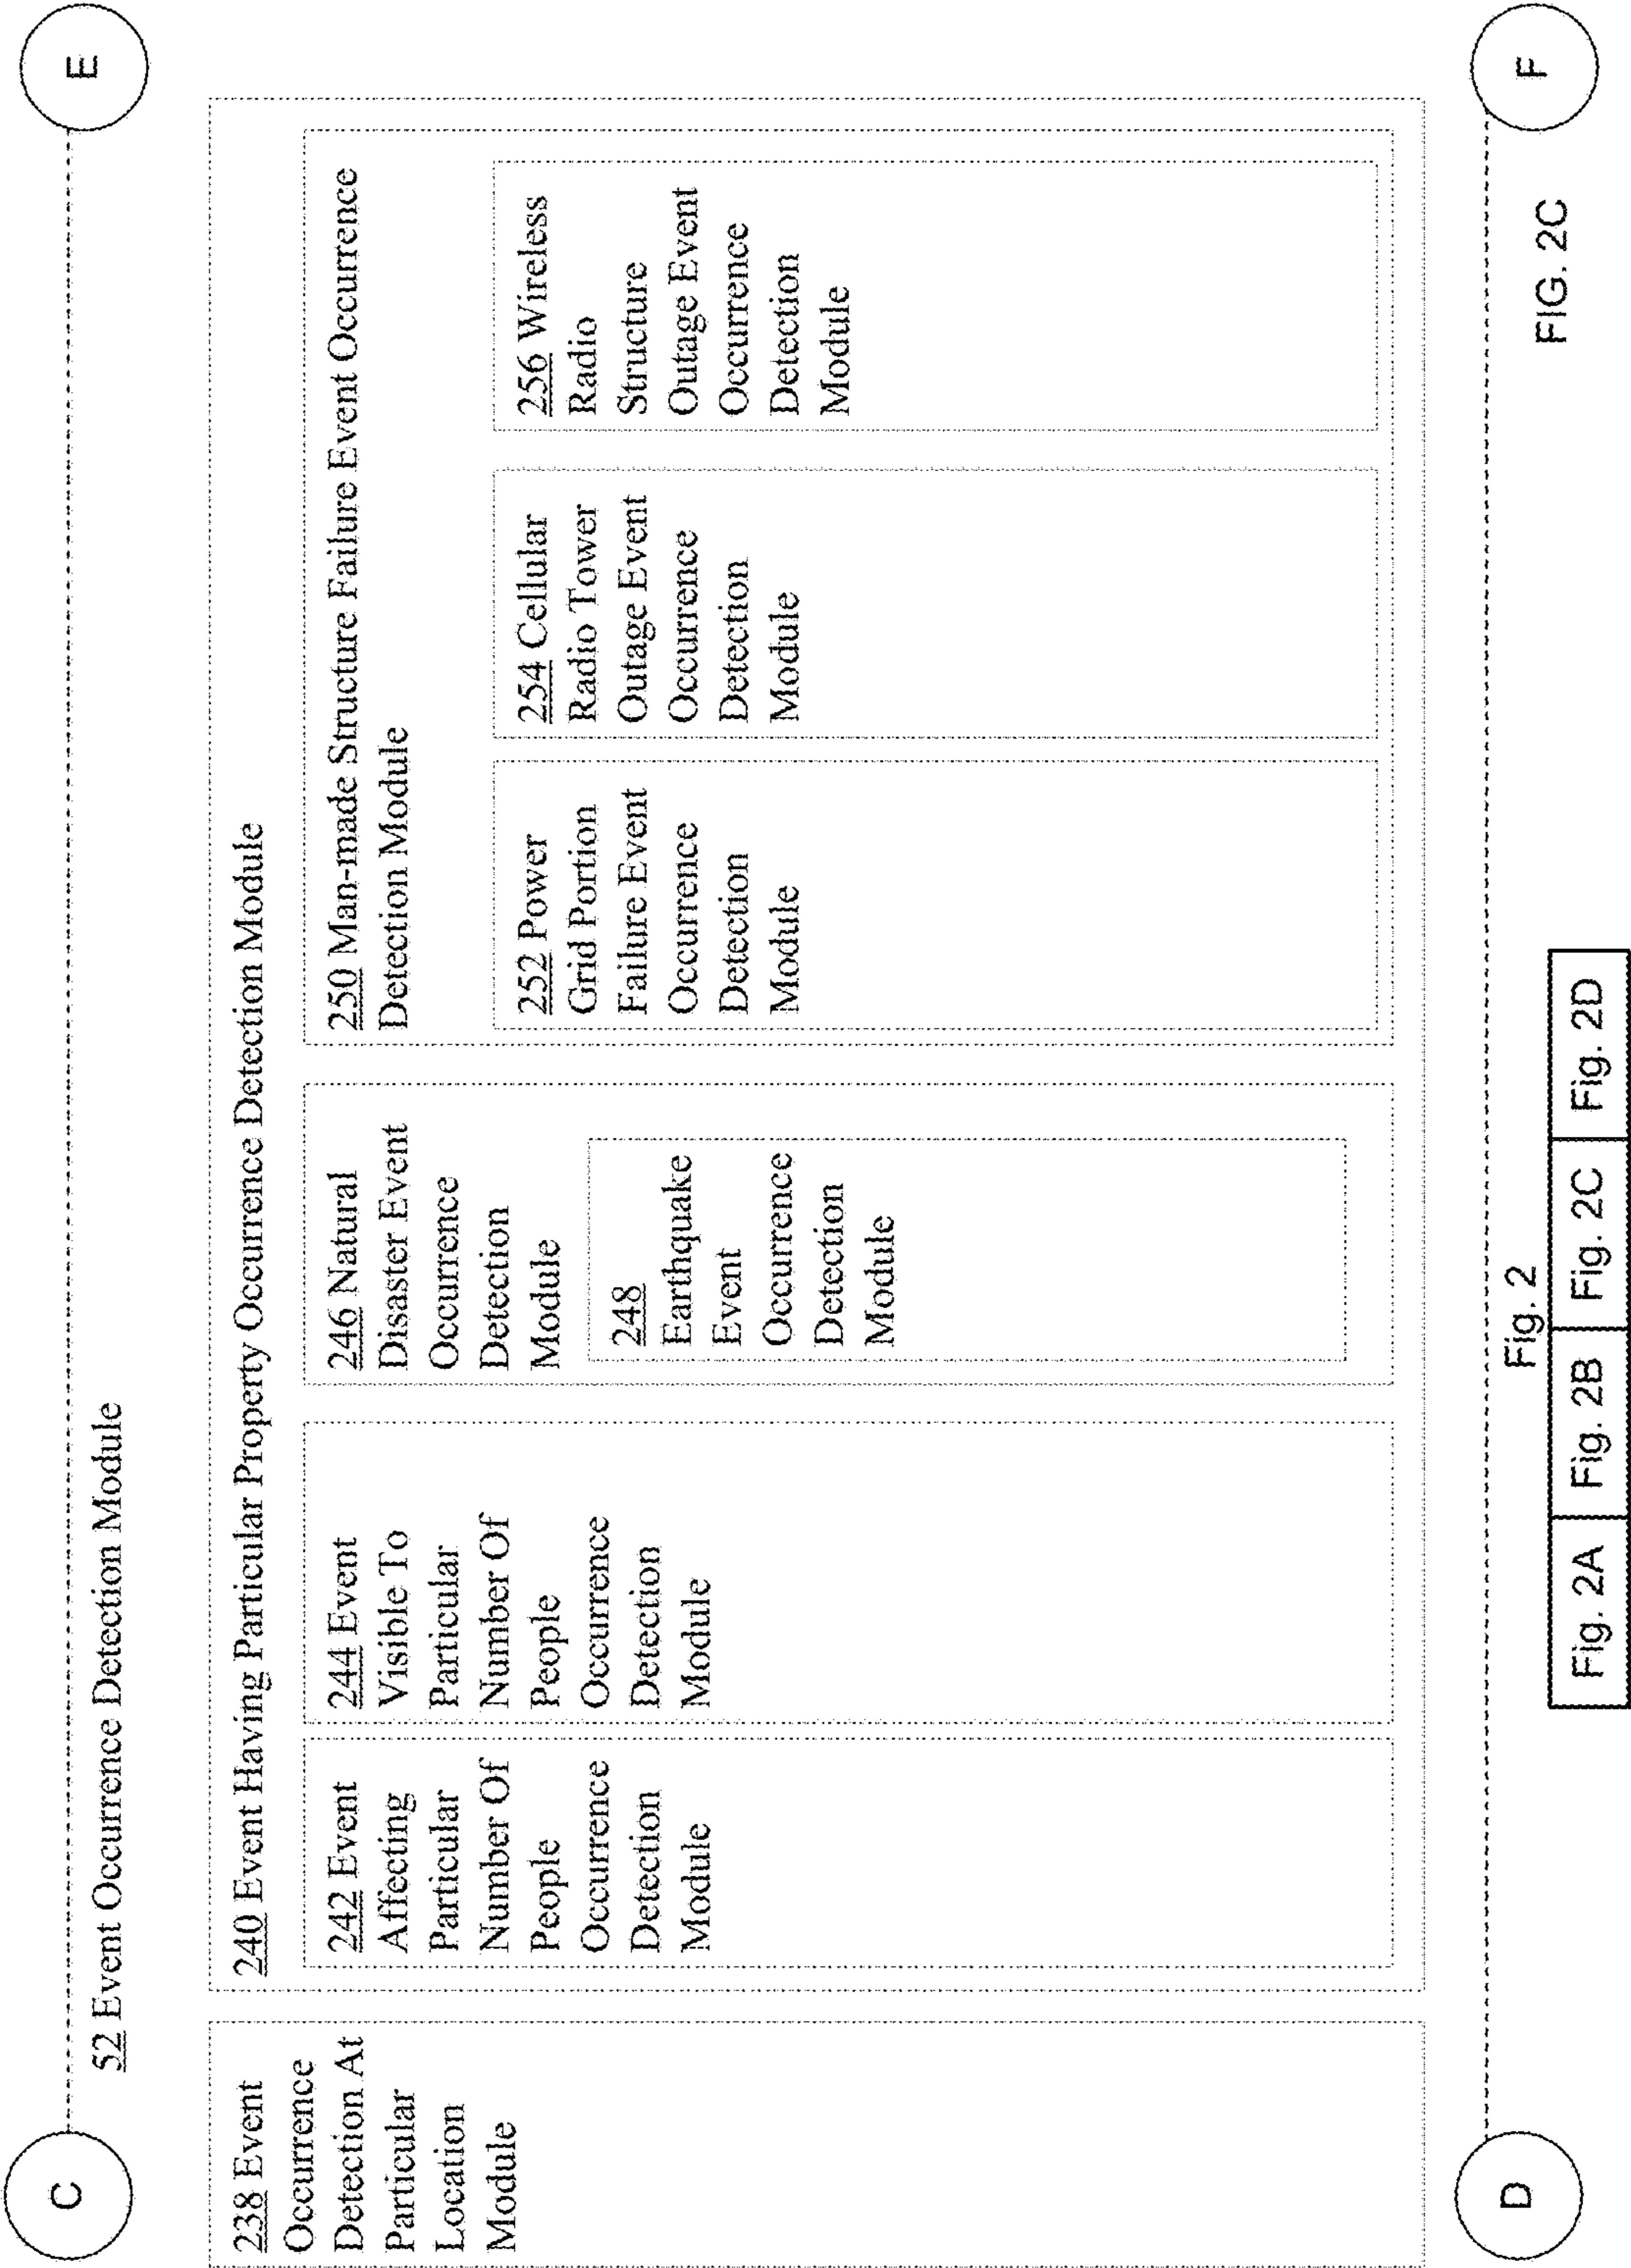 C
E
52 Event Occurrence Detection Module
238 Event
Occurrence
Detection At
Particular
Location
Module
240 Event Having Particular Property Occurrence Detection Module
242 Event
Affecting
Particular
Number Of
People
Occurrence
Detection
Module
244 Event
Visible To
Particular
Number Of
People
Occurrence
Detection
Module
246 Natural
Disaster Event
Occurrence
Detection
Module
248
Earthquake
Event
Occurrence
Detection
Module
250 Man-made Structure Failure Event Occurrence
Detection Module
252 Power
Grid Portion
Failure Event
Occurrence
Detection
Module
254 Cellular
Radio Tower
Outage Event
Occurrence
Detection
Module
256 Wireless
Radio
Structure
Outage Event
Occurrence
Detection
Module
D
F
Fig. 2
FIG. 2C
Fig. 2A Fig. 2B Fig. 2C Fig. 2D